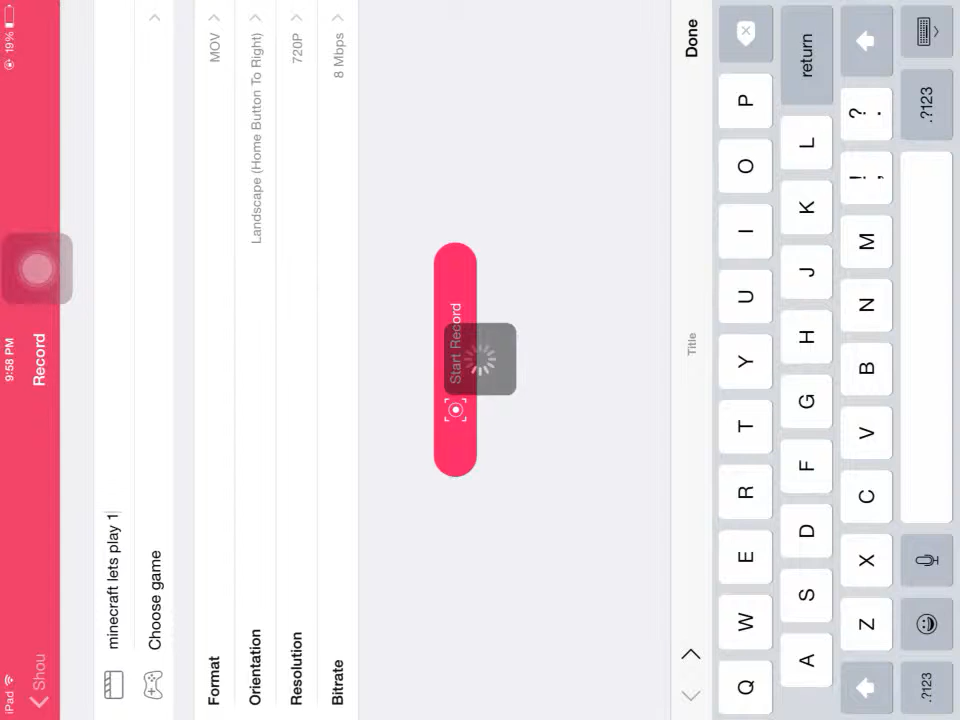 iPad 9:58 PM 19%
Shou Record
minecraft lets play 1
Choose game
Format MOV
Orientation Landscape (Home Button To Right)
Resolution 720P
Bitrate 8 Mbps
Start Record
Title Done
Q W E R T Y U I O P
A S D F G H J K L return
Z X C V B N M ! , ? .
.?123 .?123